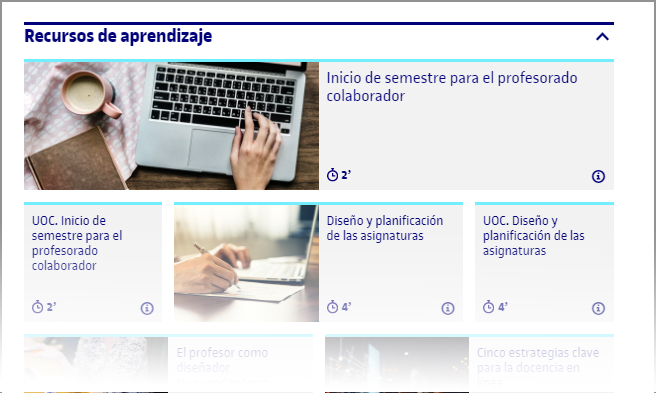 Recursos de aprendizaje
Inicio de semestre para el profesorado
colaborador
2’
UOC. Inicio de
semestre para el
profesorado
colaborador
2’
Diseño y planificación
de las asignaturas
4’
UOC. Diseño y
planificación de las
asignaturas
4’
El profesor como
diseñador
Cinco estrategias clave
para la docencia en